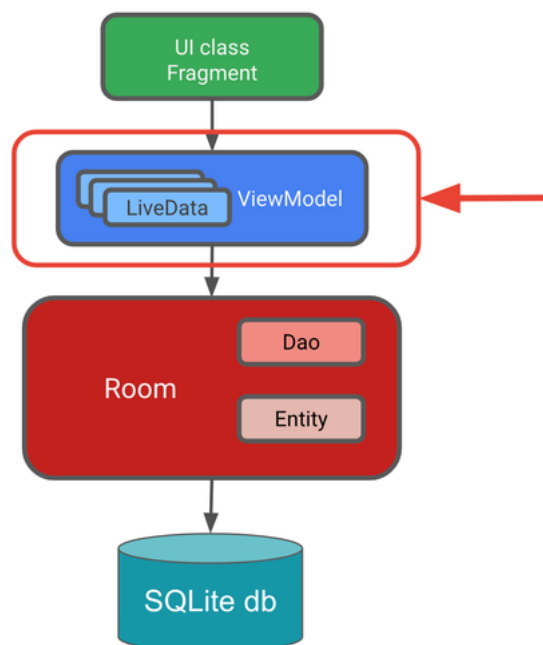 UI class
Fragment
LiveData
ViewModel
Dao
Room
Entity
SQLite db